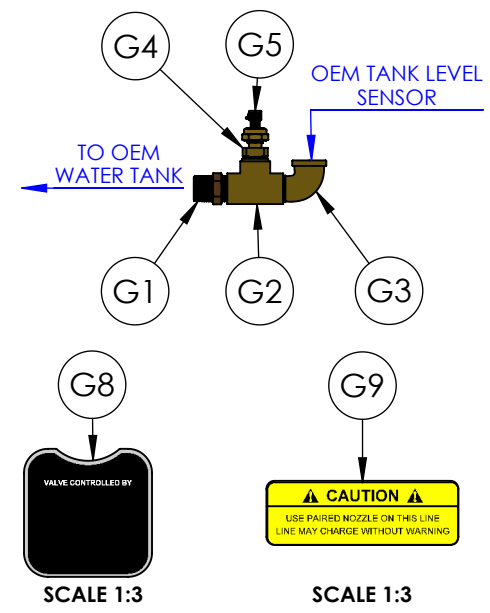 G4
G5
OEM TANK LEVEL
SENSOR
TO OEM
WATER TANK
G1
G2
G3
G8
G9
VALVE CONTROLLED BY
CAUTION
USE PAIRED NOZZLE ON THIS LINE
LINE MAY CHARGE WITHOUT WARNING
SCALE 1:3
SCALE 1:3